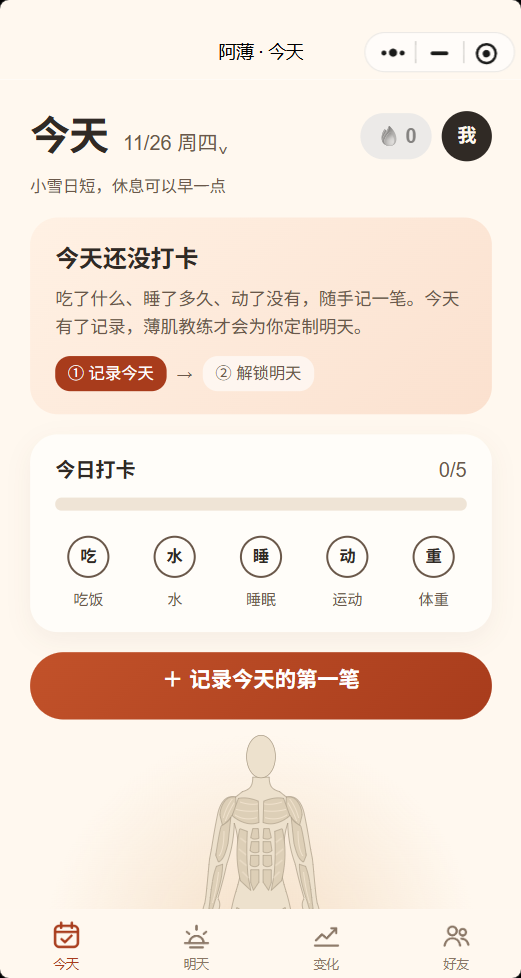 阿薄 · 今天
今天 11/26 周四 0 我
小雪日短，休息可以早一点
今天还没打卡
吃了什么、睡了多久、动了没有，随手记一笔。今天
有了记录，薄肌教练才会为你定制明天。
① 记录今天 → ② 解锁明天
今日打卡 0/5
吃 水 睡 动 重
吃饭 水 睡眠 运动 体重
＋ 记录今天的第一笔
今天 明天 变化 好友